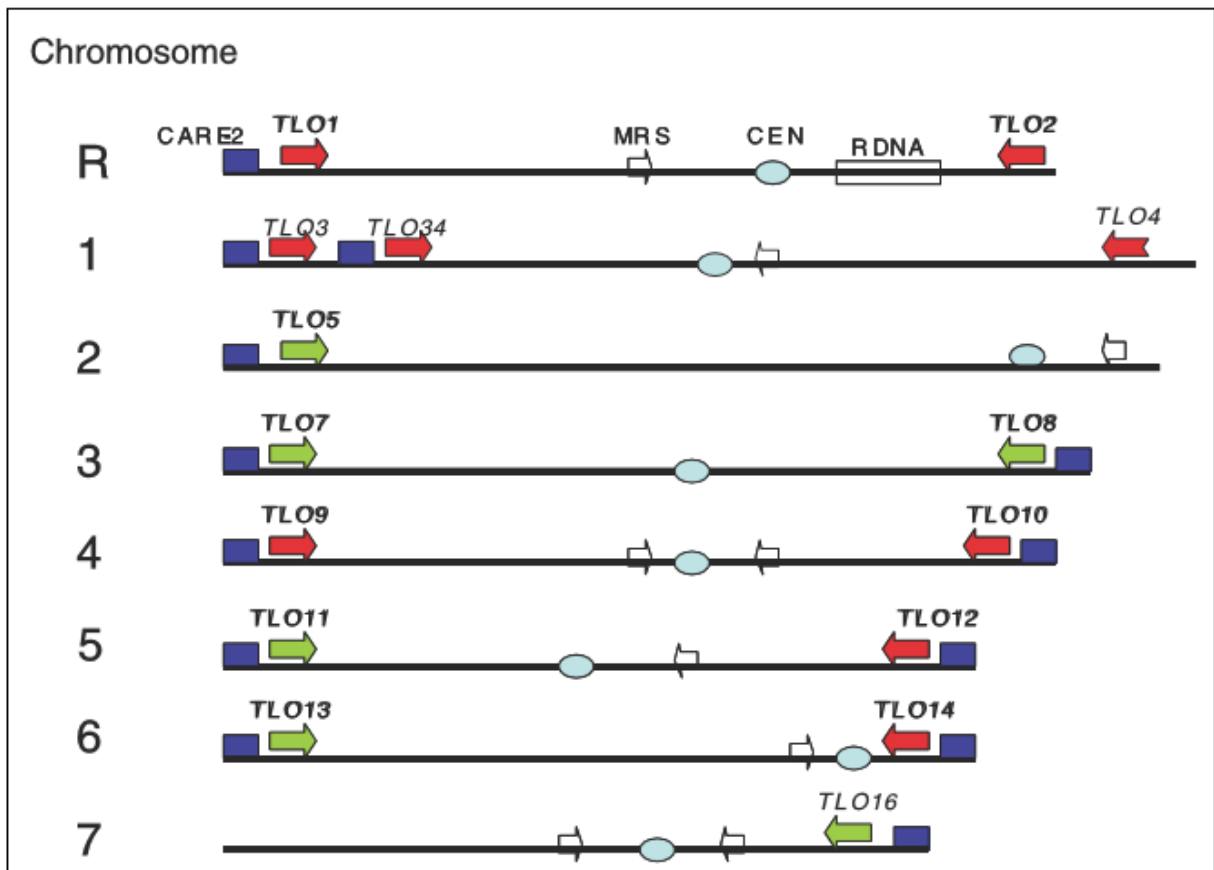 Chromosome
CARE2 TLO1 MRS CEN RDNA TLO2
R
TLO3 TLO34 TLO4
1
TLO5
2
TLO7 TLO8
3
TLO9 TLO10
4
TLO11 TLO12
5
TLO13 TLO14
6
TLO16
7